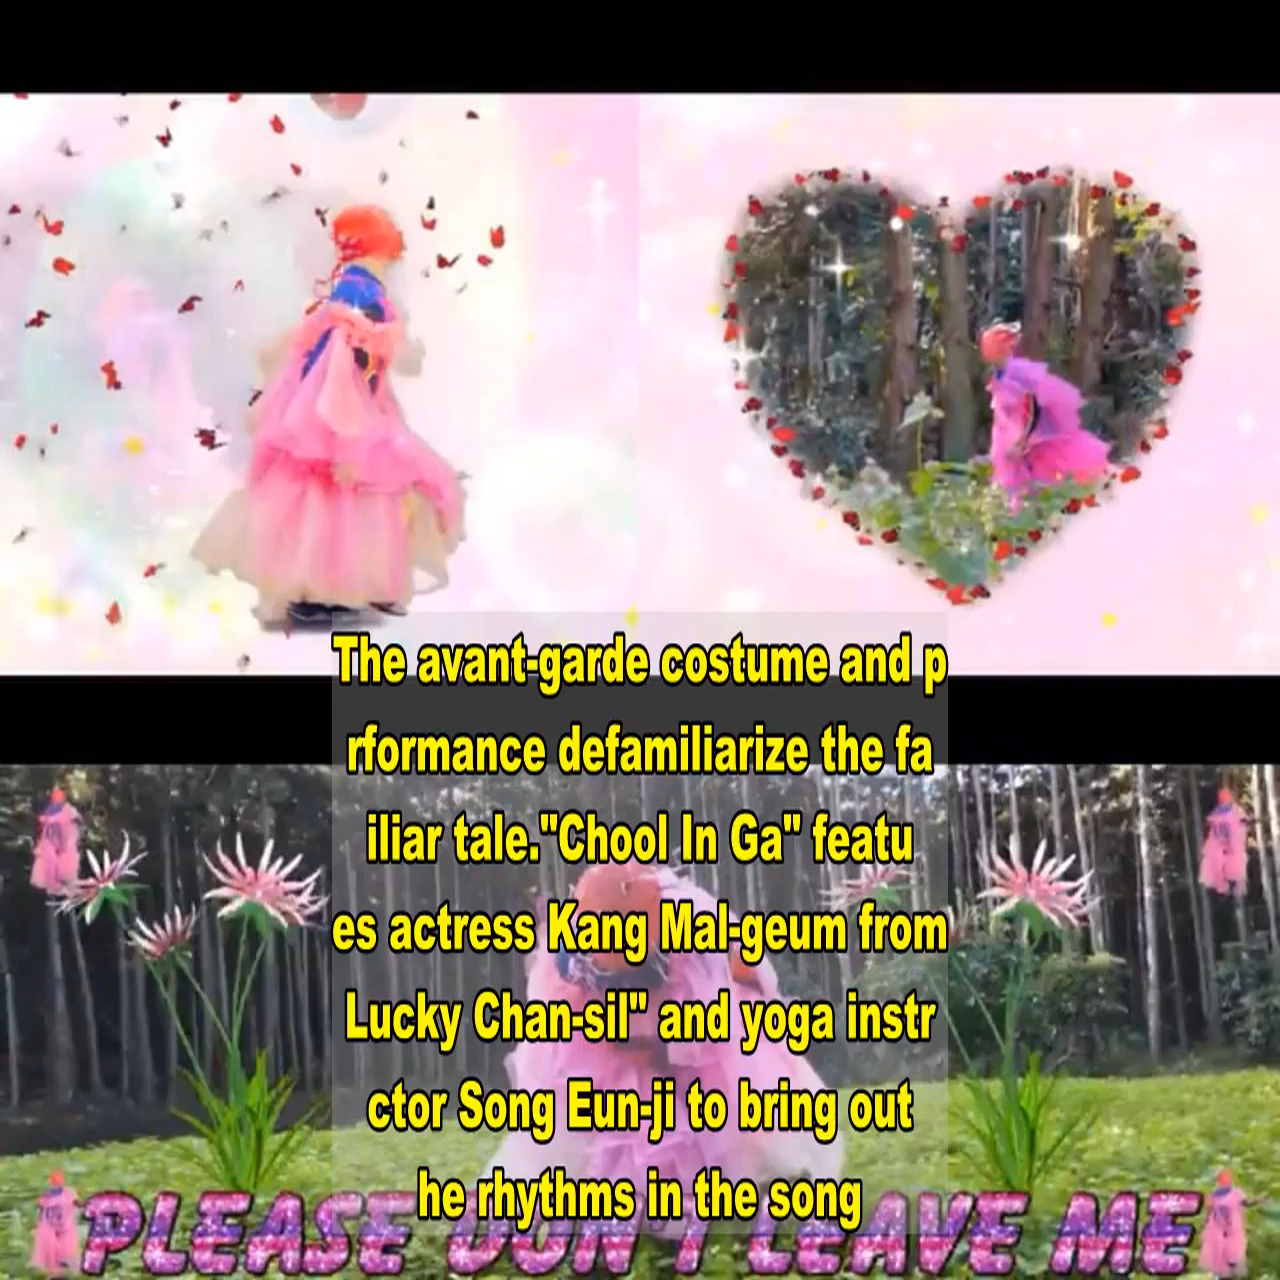 The avant-garde costume and p
rformance defamiliarize the fa
iliar tale."Chool In Ga" featu
es actress Kang Mal-geum from
Lucky Chan-sil" and yoga instr
ctor Song Eun-ji to bring out
he rhythms in the song
PLEASE DON'T LEAVE ME